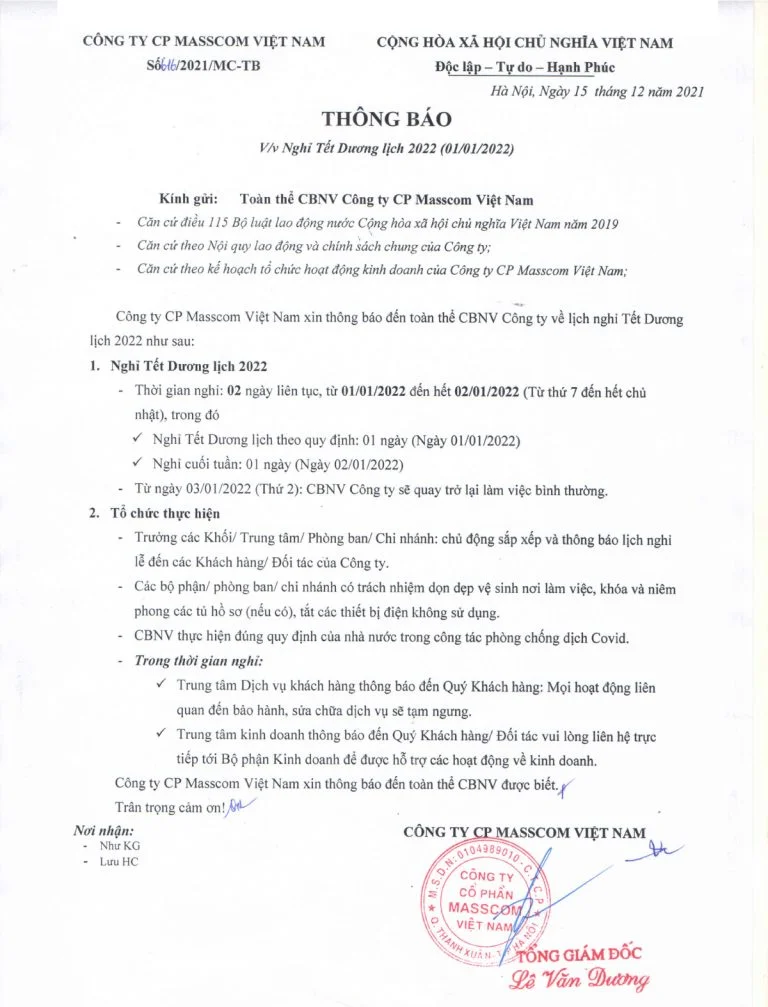 CÔNG TY CP MASSCOM VIỆT NAM
CỘNG HÒA XÃ HỘI CHỦ NGHĨA VIỆT NAM
Số616/2021/MC-TB
Độc lập – Tự do – Hạnh Phúc
Hà Nội, Ngày 15 tháng 12 năm 2021
THÔNG BÁO
V/v Nghỉ Tết Dương lịch 2022 (01/01/2022)
Kính gửi: Toàn thể CBNV Công ty CP Masscom Việt Nam
- Căn cứ điều 115 Bộ luật lao động nước Cộng hòa xã hội chủ nghĩa Việt Nam năm 2019
- Căn cứ theo Nội quy lao động và chính sách chung của Công ty;
- Căn cứ theo kế hoạch tổ chức hoạt động kinh doanh của Công ty CP Masscom Việt Nam;
Công ty CP Masscom Việt Nam xin thông báo đến toàn thể CBNV Công ty về lịch nghỉ Tết Dương
lịch 2022 như sau:
1. Nghỉ Tết Dương lịch 2022
- Thời gian nghỉ: 02 ngày liên tục, từ 01/01/2022 đến hết 02/01/2022 (Từ thứ 7 đến hết chủ
nhật), trong đó
✓ Nghỉ Tết Dương lịch theo quy định: 01 ngày (Ngày 01/01/2022)
✓ Nghỉ cuối tuần: 01 ngày (Ngày 02/01/2022)
- Từ ngày 03/01/2022 (Thứ 2): CBNV Công ty sẽ quay trở lại làm việc bình thường.
2. Tổ chức thực hiện
- Trưởng các Khối/ Trung tâm/ Phòng ban/ Chi nhánh: chủ động sắp xếp và thông báo lịch nghỉ
lễ đến các Khách hàng/ Đối tác của Công ty.
- Các bộ phận/ phòng ban/ chi nhánh có trách nhiệm dọn dẹp vệ sinh nơi làm việc, khóa và niêm
phong các tủ hồ sơ (nếu có), tắt các thiết bị điện không sử dụng.
- CBNV thực hiện đúng quy định của nhà nước trong công tác phòng chống dịch Covid.
- Trong thời gian nghỉ:
✓ Trung tâm Dịch vụ khách hàng thông báo đến Quý Khách hàng: Mọi hoạt động liên
quan đến bảo hành, sửa chữa dịch vụ sẽ tạm ngưng.
✓ Trung tâm kinh doanh thông báo đến Quý Khách hàng/ Đối tác vui lòng liên hệ trực
tiếp tới Bộ phận Kinh doanh để được hỗ trợ các hoạt động về kinh doanh.
Công ty CP Masscom Việt Nam xin thông báo đến toàn thể CBNV được biết.
Trân trọng cảm ơn!
Nơi nhận:
- Như KG
- Lưu HC
CÔNG TY CP MASSCOM VIỆT NAM
M.S.D.N: 0104989010 - C.T.C.P
CÔNG TY
CỔ PHẦN
MASSCOM
VIỆT NAM
Q. THANH XUÂN - T.P HÀ NỘI
TỔNG GIÁM ĐỐC
Lê Văn Dương